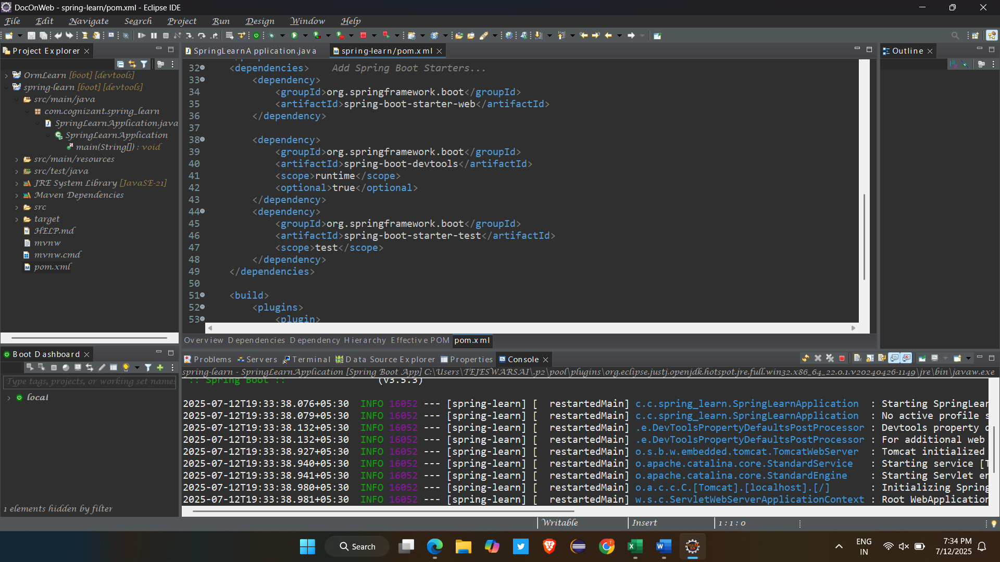 DocOnWeb - spring-learn/pom.xml - Eclipse IDE
File Edit Navigate Search Project Run Design Window Help
Project Explorer
SpringLearnApplication.java
spring-learn/pom.xml
Outline
OrmLearn [boot] [devtools]
spring-learn [boot] [devtools]
src/main/java
com.cognizant.spring_learn
SpringLearnApplication.java
SpringLearnApplication
main(String[]) : void
src/main/resources
src/test/java
JRE System Library [JavaSE-21]
Maven Dependencies
src
target
HELP.md
mvnw
mvnw.cmd
pom.xml
32 <dependencies> Add Spring Boot Starters...
33 <dependency>
34 <groupId>org.springframework.boot</groupId>
35 <artifactId>spring-boot-starter-web</artifactId>
36 </dependency>
37
38 <dependency>
39 <groupId>org.springframework.boot</groupId>
40 <artifactId>spring-boot-devtools</artifactId>
41 <scope>runtime</scope>
42 <optional>true</optional>
43 </dependency>
44 <dependency>
45 <groupId>org.springframework.boot</groupId>
46 <artifactId>spring-boot-starter-test</artifactId>
47 <scope>test</scope>
48 </dependency>
49 </dependencies>
50
51 <build>
52 <plugins>
53 <plugin>
Overview Dependencies Dependency Hierarchy Effective POM pom.xml
Boot Dashboard
Type tags, projects, or working set names
local
1 elements hidden by filter
Problems Servers Terminal Data Source Explorer Properties Console
spring-learn - SpringLearnApplication [Spring Boot App] C:\Users\TEJESWARSAI\.p2\pool\plugins\org.eclipse.justj.openjdk.hotspot.jre.full.win32.x86_64_22.0.1.v20240426-1149\jre\bin\javaw.exe
:: Spring Boot :: (v3.5.3)
2025-07-12T19:33:38.076+05:30 INFO 16052 --- [spring-learn] [ restartedMain] c.c.spring_learn.SpringLearnApplication : Starting SpringLear
2025-07-12T19:33:38.079+05:30 INFO 16052 --- [spring-learn] [ restartedMain] c.c.spring_learn.SpringLearnApplication : No active profile s
2025-07-12T19:33:38.132+05:30 INFO 16052 --- [spring-learn] [ restartedMain] .e.DevToolsPropertyDefaultsPostProcessor : Devtools property d
2025-07-12T19:33:38.132+05:30 INFO 16052 --- [spring-learn] [ restartedMain] .e.DevToolsPropertyDefaultsPostProcessor : For additional web
2025-07-12T19:33:38.927+05:30 INFO 16052 --- [spring-learn] [ restartedMain] o.s.b.w.embedded.tomcat.TomcatWebServer : Tomcat initialized
2025-07-12T19:33:38.940+05:30 INFO 16052 --- [spring-learn] [ restartedMain] o.apache.catalina.core.StandardService : Starting service [T
2025-07-12T19:33:38.941+05:30 INFO 16052 --- [spring-learn] [ restartedMain] o.apache.catalina.core.StandardEngine : Starting Servlet en
2025-07-12T19:33:38.980+05:30 INFO 16052 --- [spring-learn] [ restartedMain] o.a.c.c.C.[Tomcat].[localhost].[/] : Initializing Spring
2025-07-12T19:33:38.981+05:30 INFO 16052 --- [spring-learn] [ restartedMain] w.s.c.ServletWebServerApplicationContext : Root WebApplication
Writable Insert 1 : 1 : 0
Search
ENG
IN
7:34 PM
7/12/2025